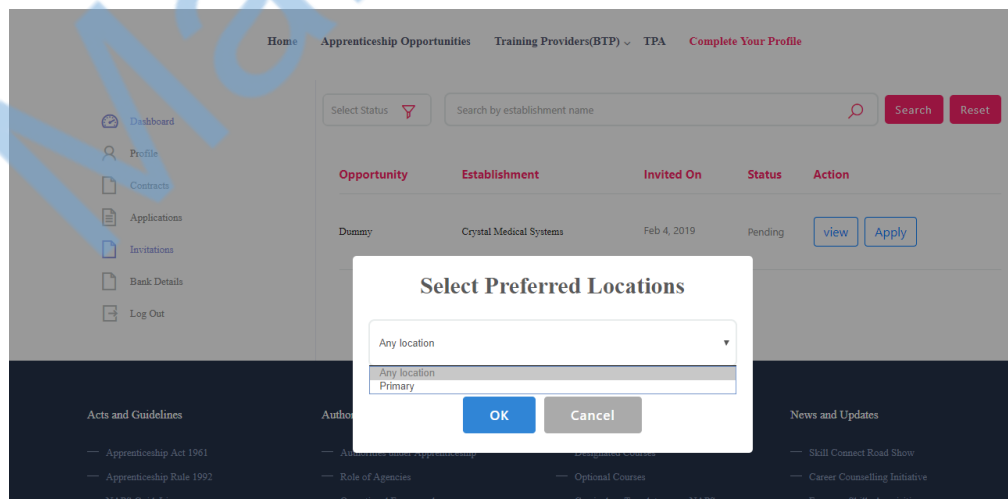 Home Apprenticeship Opportunities Training Providers(BTP) TPA Complete Your Profile
Select Status Search by establishment name Search Reset
Dashboard
Profile
Contracts
Applications
Invitations
Bank Details
Log Out
Opportunity Establishment Invited On Status Action
Dummy Crystal Medical Systems Feb 4, 2019 Pending view Apply
Select Preferred Locations
Any location
Any location
Primary
OK Cancel
Acts and Guidelines
— Apprenticeship Act 1961
— Apprenticeship Rule 1992
— Authorities under Apprenticeship
— Role of Agencies
— Designated Courses
— Optional Courses
News and Updates
— Skill Connect Road Show
— Career Counselling Initiative